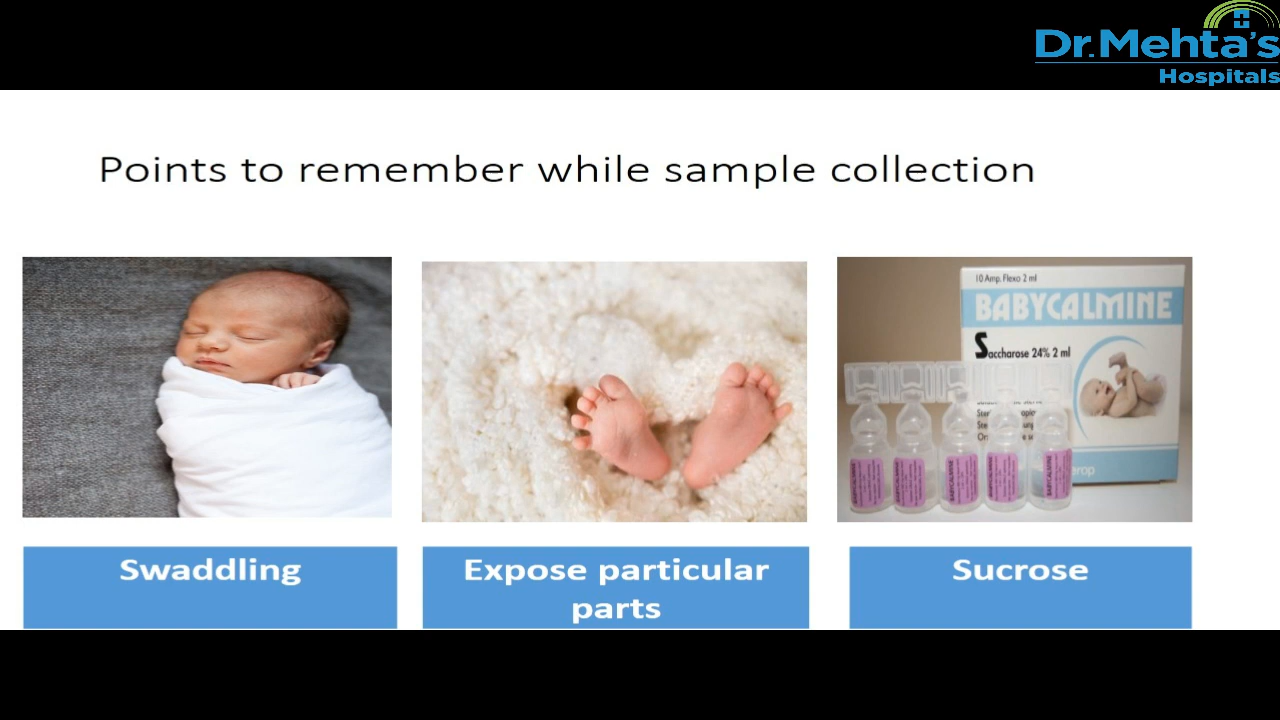 Dr.Mehta's
Hospitals
Points to remember while sample collection
10 Amp. Flexo 2 ml
BABYCALMINE
Saccharose 24% 2 ml
BABYCALMINE
Swaddling
Expose particular
parts
Sucrose